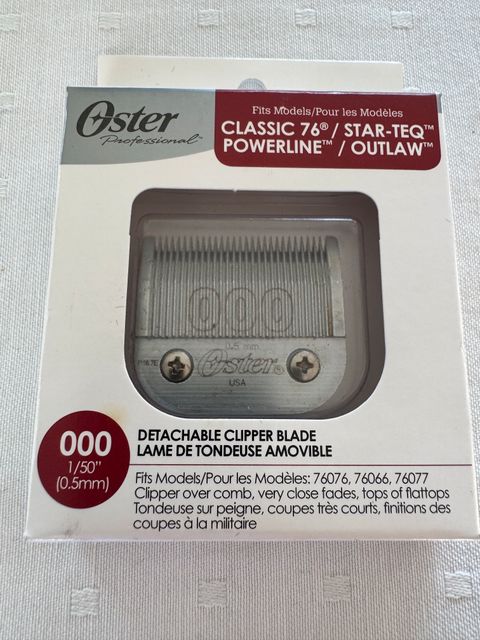 Oster
Professional
Fits Models/Pour les Modèles
CLASSIC 76® / STAR-TEQ™
POWERLINE™ / OUTLAW™
000
0.5 mm
Oster®
USA
000
1/50"
(0.5mm)
DETACHABLE CLIPPER BLADE
LAME DE TONDEUSE AMOVIBLE
Fits Models/Pour les Modèles: 76076, 76066, 76077
Clipper over comb, very close fades, tops of flattops
Tondeuse sur peigne, coupes très courts, finitions des
coupes à la militaire